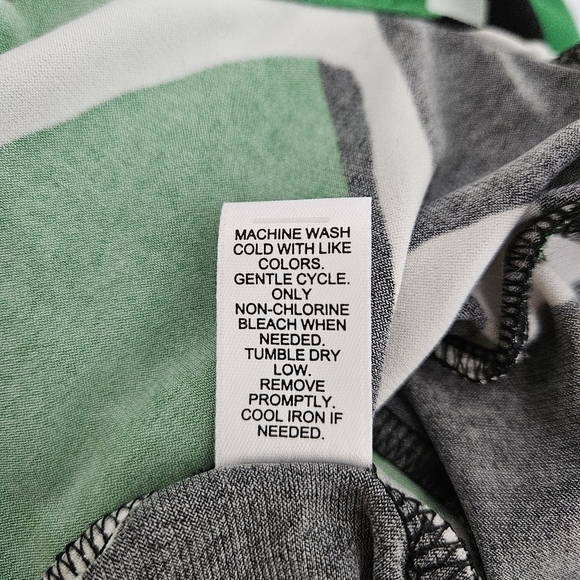 MACHINE WASH
COLD WITH LIKE
COLORS.
GENTLE CYCLE.
ONLY
NON-CHLORINE
BLEACH WHEN
NEEDED.
TUMBLE DRY
LOW.
REMOVE
PROMPTLY.
COOL IRON IF
NEEDED.